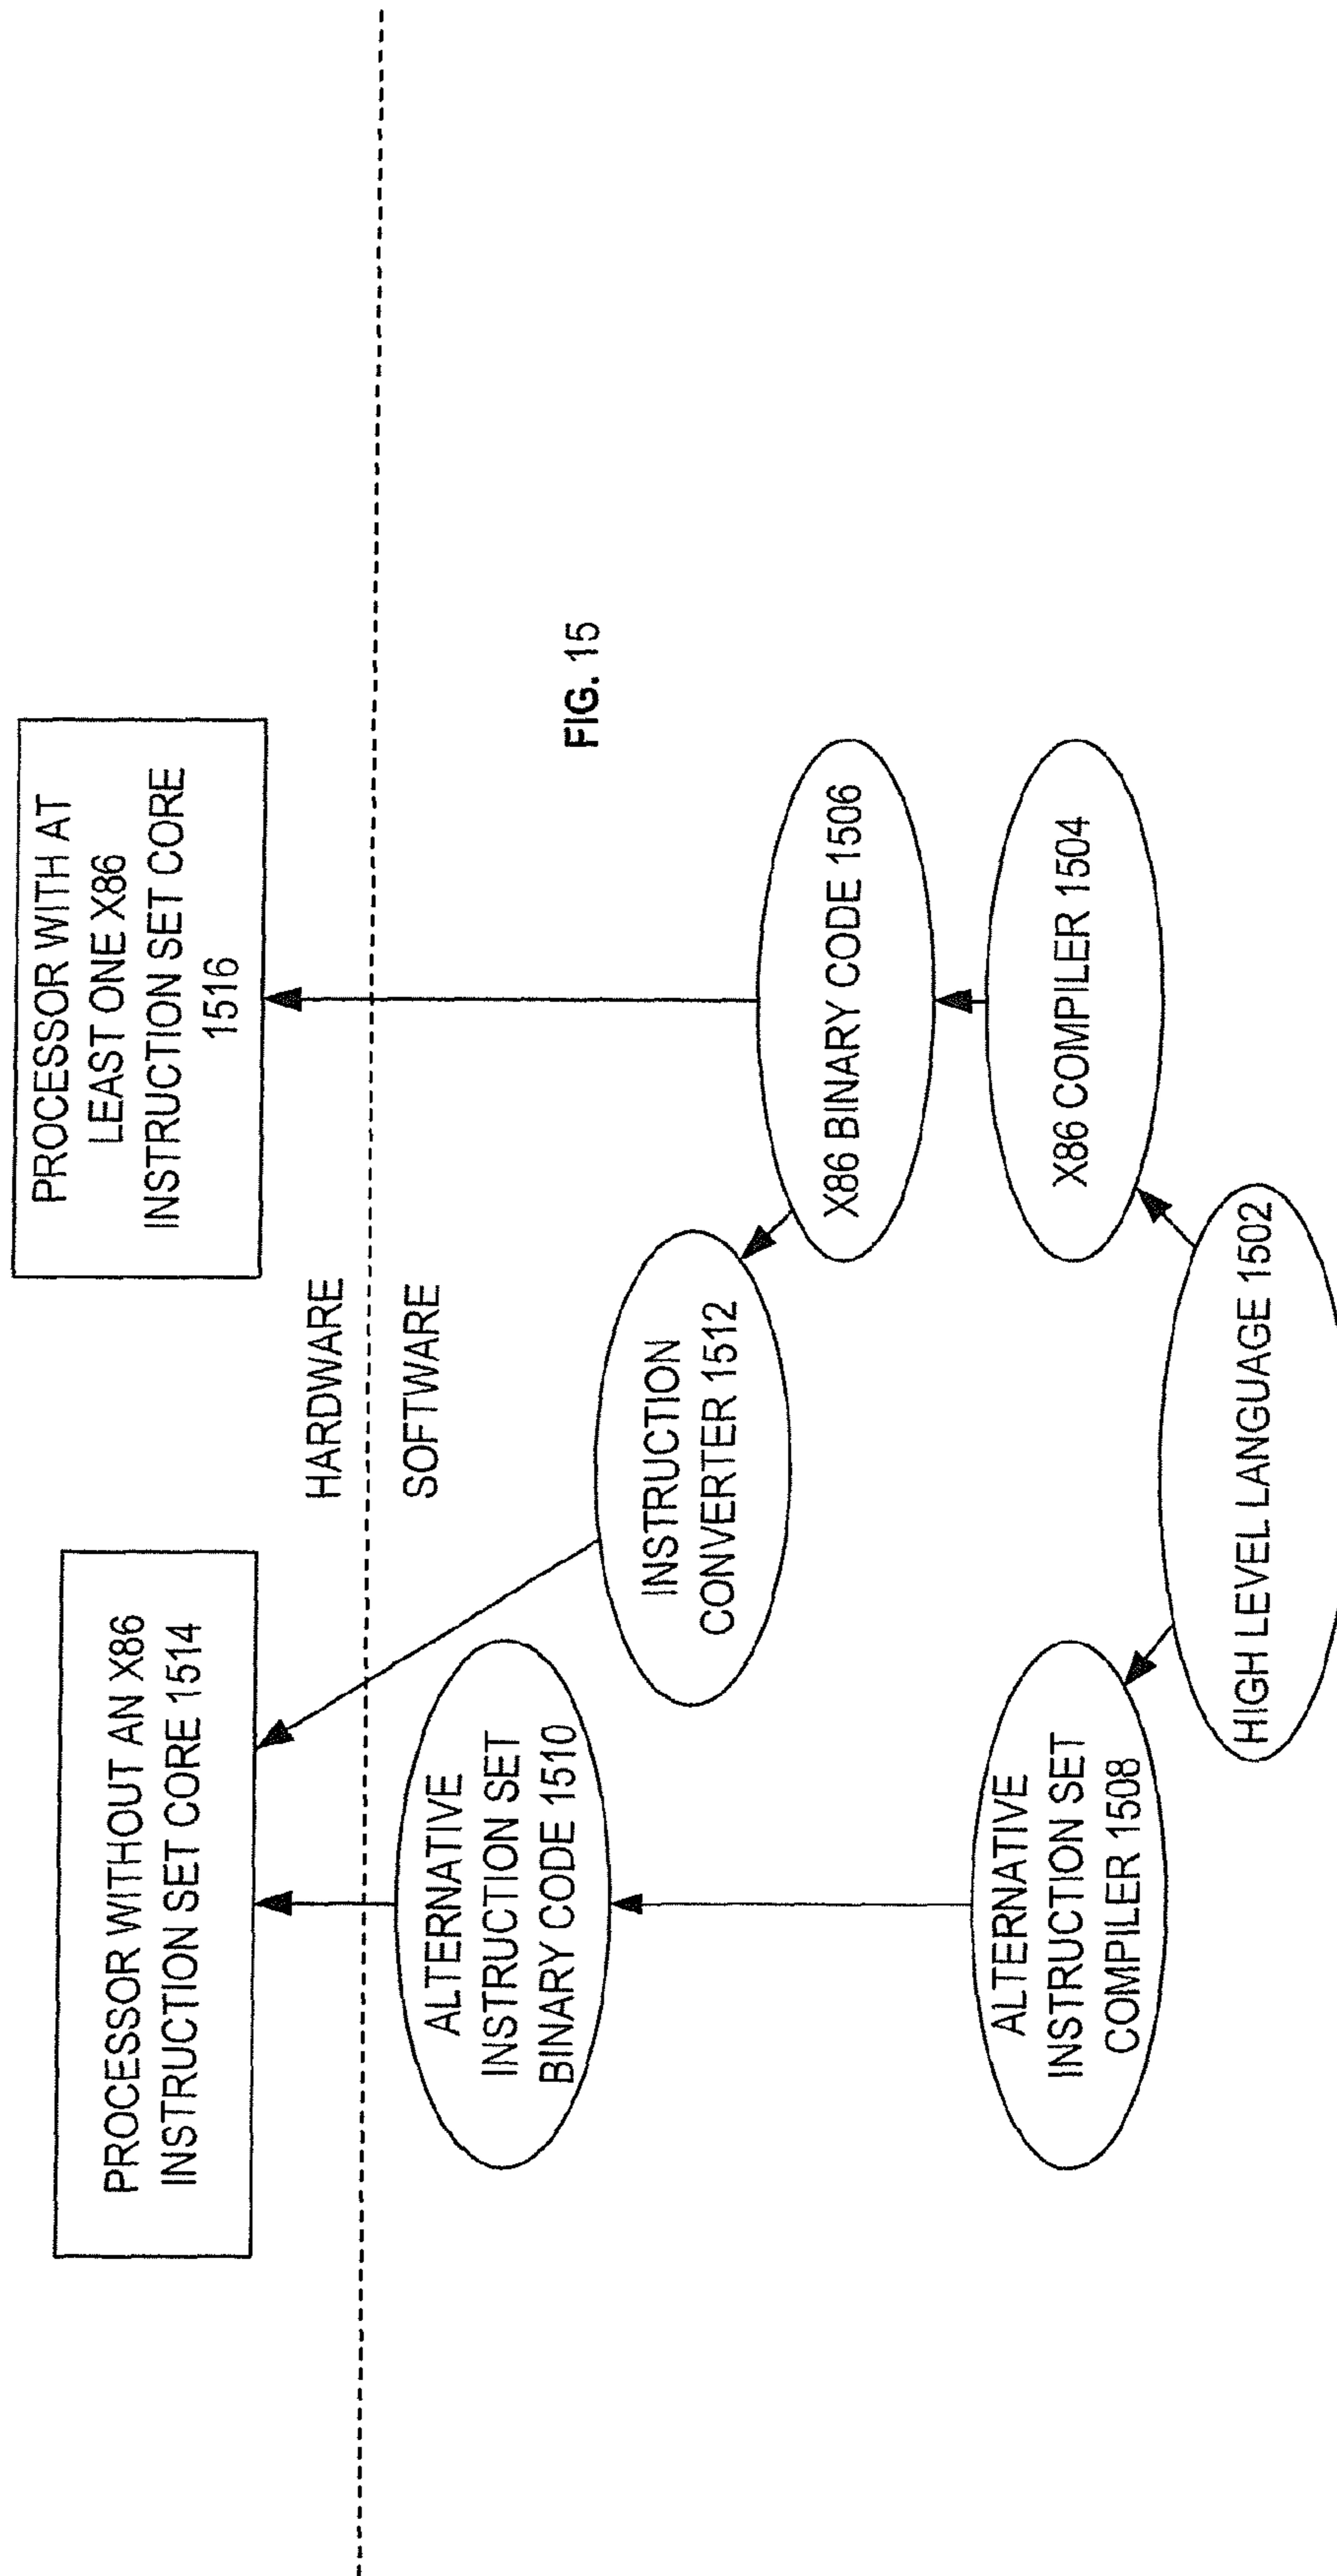 PROCESSOR WITHOUT AN X86
INSTRUCTION SET CORE 1514
PROCESSOR WITH AT
LEAST ONE X86
INSTRUCTION SET CORE
1516
HARDWARE
SOFTWARE
ALTERNATIVE
INSTRUCTION SET
BINARY CODE 1510
INSTRUCTION
CONVERTER 1512
FIG. 15
X86 BINARY CODE 1506
ALTERNATIVE
INSTRUCTION SET
COMPILER 1508
X86 COMPILER 1504
HIGH LEVEL LANGUAGE 1502